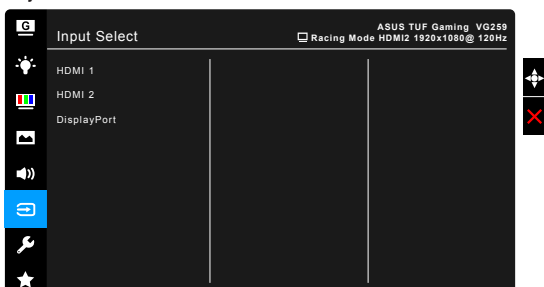 G
Input Select
ASUS TUF Gaming VG259
Racing Mode HDMI2 1920x1080@ 120Hz
HDMI 1
HDMI 2
DisplayPort